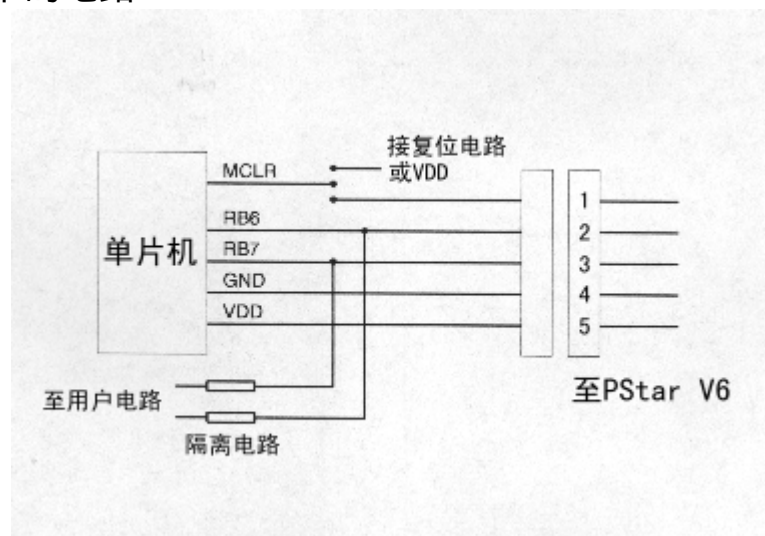 接复位电路
或VDD
MCLR
RB6
RB7
GND
VDD
单片机
1
2
3
4
5
至用户电路
隔离电路
至PStar V6